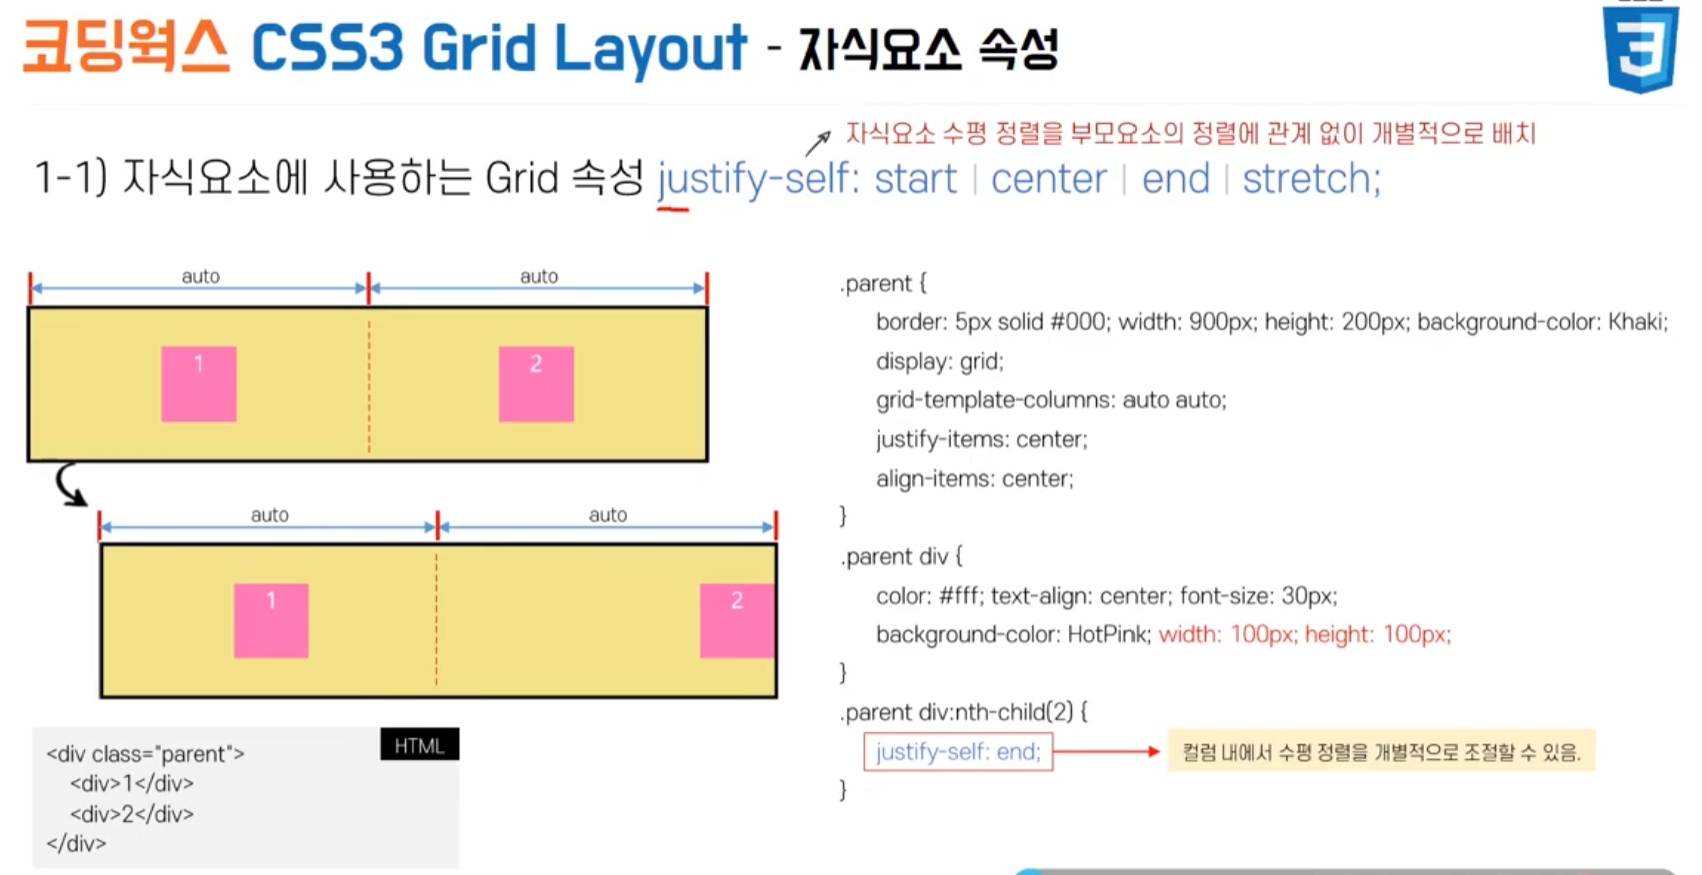 코딩웍스 CSS3 Grid Layout - 자식요소 속성
3
자식요소 수평 정렬을 부모요소의 정렬에 관계 없이 개별적으로 배치
1-1) 자식요소에 사용하는 Grid 속성 justify-self: start | center | end | stretch;
auto auto
1 2
auto auto
1 2
HTML
<div class="parent">
<div>1</div>
<div>2</div>
</div>
.parent {
border: 5px solid #000; width: 900px; height: 200px; background-color: Khaki;
display: grid;
grid-template-columns: auto auto;
justify-items: center;
align-items: center;
}
.parent div {
color: #fff; text-align: center; font-size: 30px;
background-color: HotPink; width: 100px; height: 100px;
}
.parent div:nth-child(2) {
justify-self: end;
컬럼 내에서 수평 정렬을 개별적으로 조절할 수 있음.
}